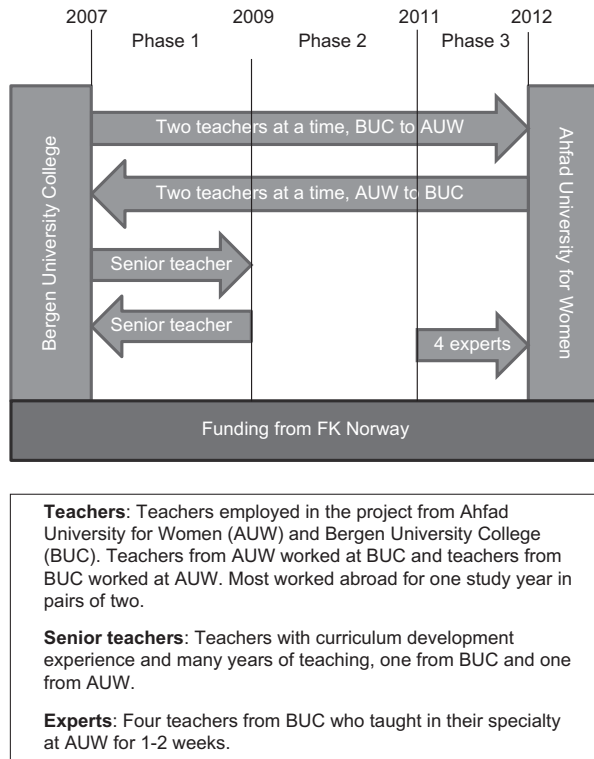 2007 2009 2011 2012
Phase 1 Phase 2 Phase 3
Bergen University College
Two teachers at a time, BUC to AUW
Two teachers at a time, AUW to BUC
Senior teacher
Senior teacher
4 experts
Ahfad University for Women
Funding from FK Norway
Teachers: Teachers employed in the project from Ahfad
University for Women (AUW) and Bergen University College
(BUC). Teachers from AUW worked at BUC and teachers from
BUC worked at AUW. Most worked abroad for one study year in
pairs of two.
Senior teachers: Teachers with curriculum development
experience and many years of teaching, one from BUC and one
from AUW.
Experts: Four teachers from BUC who taught in their specialty
at AUW for 1-2 weeks.